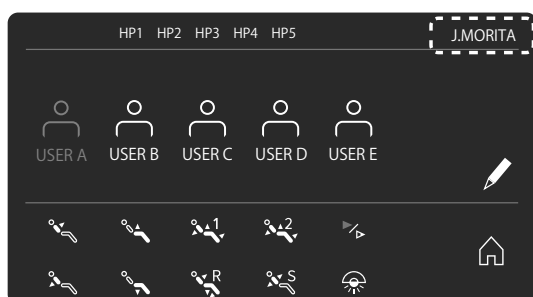 HP1 HP2 HP3 HP4 HP5 J.MORITA
USER A USER B USER C USER D USER E
1 2
R S